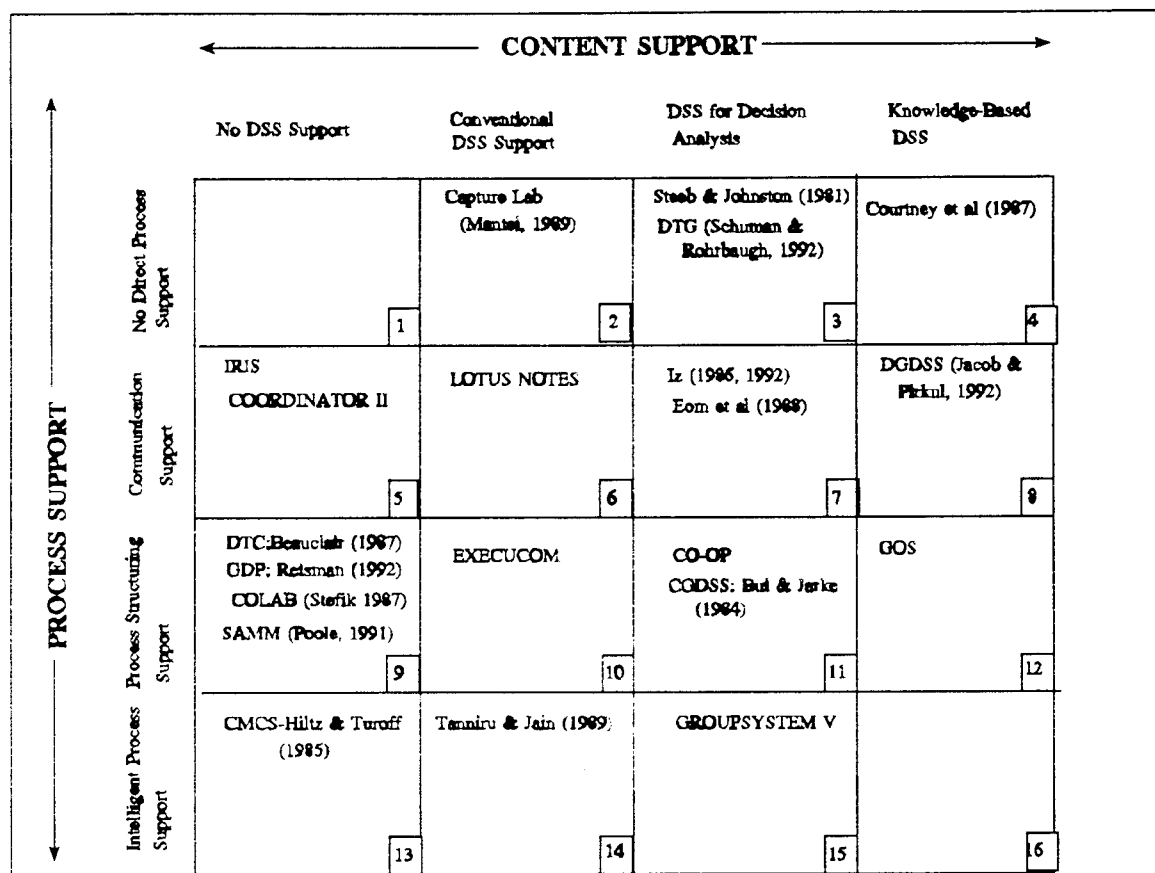 CONTENT SUPPORT
No DSS Support
Conventional
DSS Support
DSS for Decision
Analysis
Knowledge-Based
DSS
PROCESS SUPPORT
No Direct Process
Support
Capture Lab
(Mantei, 1989)
Steeb & Johnston (1981)
DTG (Schuman &
Rohrbaugh, 1992)
Courtney et al (1987)
1
2
3
4
Communication
Support
IRIS
COORDINATOR II
LOTUS NOTES
Iz (1986, 1992)
Eom et al (1988)
DGDSS (Jacob &
Pirkul, 1992)
5
6
7
8
Process Structuring
Support
DTC;Beauclair (1987)
GDP; Reisman (1992)
COLAB (Stefik 1987)
SAMM (Poole, 1991)
EXECUCOM
CO-OP
CGDSS; Bui & Jarke
(1984)
GOS
9
10
11
12
Intelligent Process
Support
CMCS-Hiltz & Turoff
(1985)
Tanniru & Jain (1989)
GROUPSYSTEM V
13
14
15
16